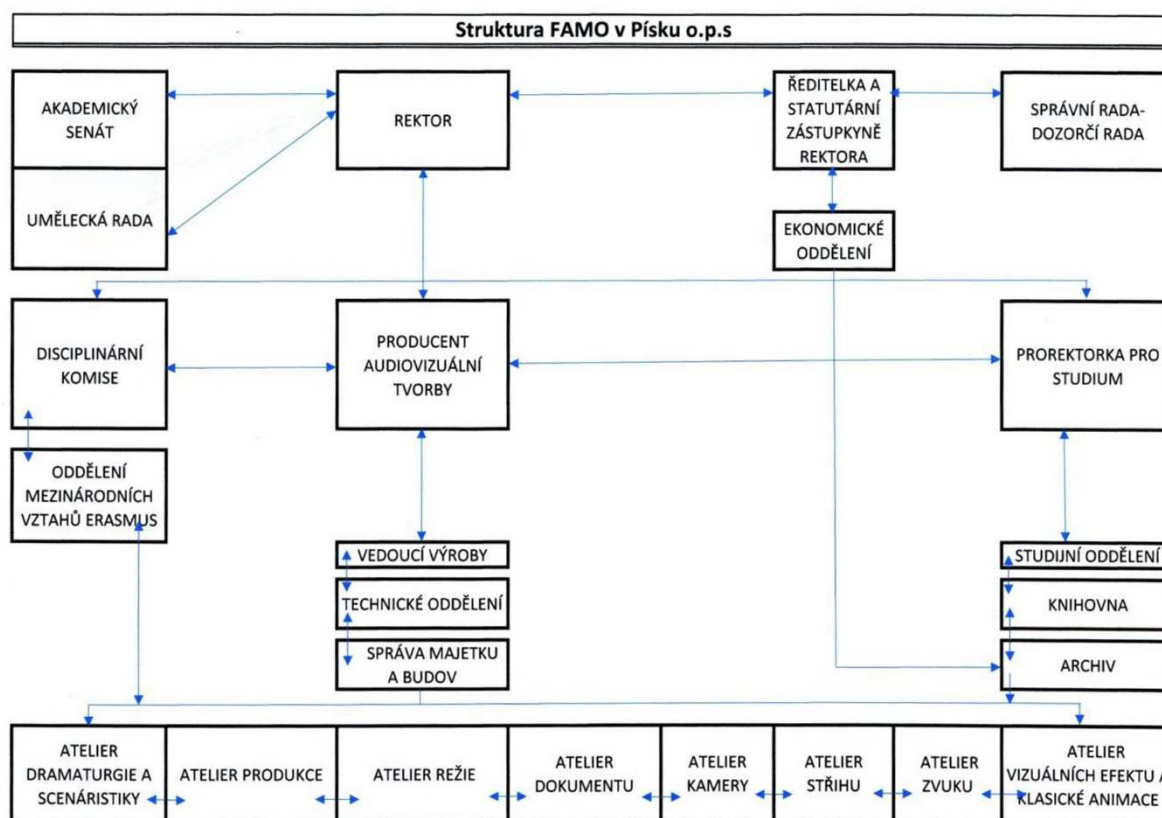 Struktura FAMO v Písku o.p.s
AKADEMICKÝ
SENÁT
REKTOR
ŘEDITELKA A
STATUTÁRNÍ
ZÁSTUPKYNĚ
REKTORA
SPRÁVNÍ RADA-
DOZORČÍ RADA
UMĚLECKÁ RADA
EKONOMICKÉ
ODDĚLENÍ
DISCIPLINÁRNÍ
KOMISE
PRODUCENT
AUDIOVIZUÁLNÍ
TVORBY
PROREKTORKA PRO
STUDIUM
ODDĚLENÍ
MEZINÁRODNÍCH
VZTAHŮ ERASMUS
VEDOUCÍ VÝROBY
TECHNICKÉ ODDĚLENÍ
SPRÁVA MAJETKU
A BUDOV
STUDIJNÍ ODDĚLENÍ
KNIHOVNA
ARCHIV
ATELIER
DRAMATURGIE A
SCENÁRISTIKY
ATELIER PRODUKCE
ATELIER REŽIE
ATELIER
DOKUMENTU
ATELIER
KAMERY
ATELIER
STŘIHU
ATELIER
ZVUKU
ATELIER
VIZUÁLNÍCH EFEKTU A
KLASICKÉ ANIMACE